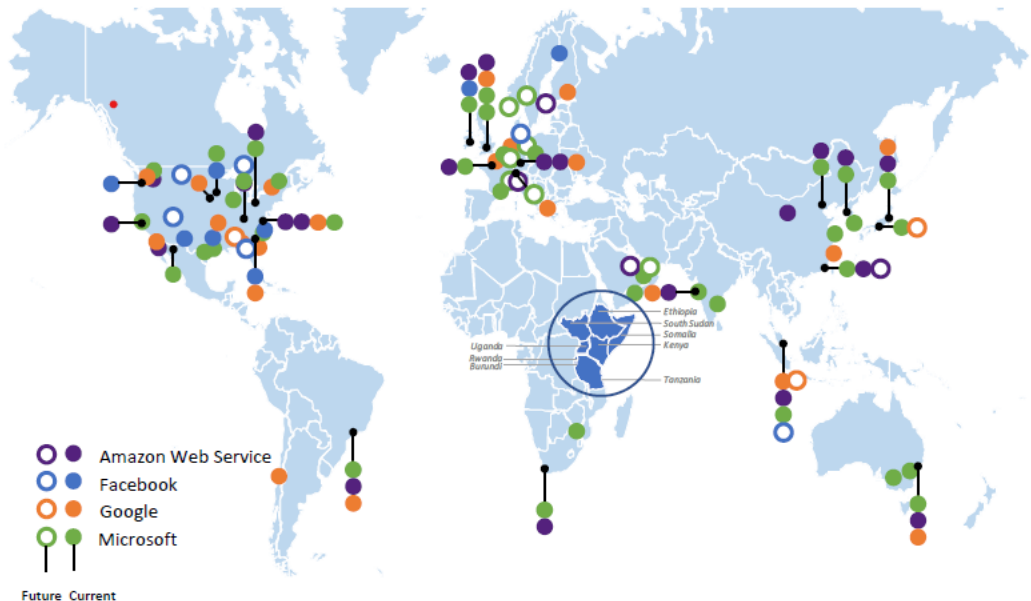 Ethiopia
South Sudan
Somalia
Uganda
Kenya
Rwanda
Burundi
Tanzania
Amazon Web Service
Facebook
Google
Microsoft
Future Current